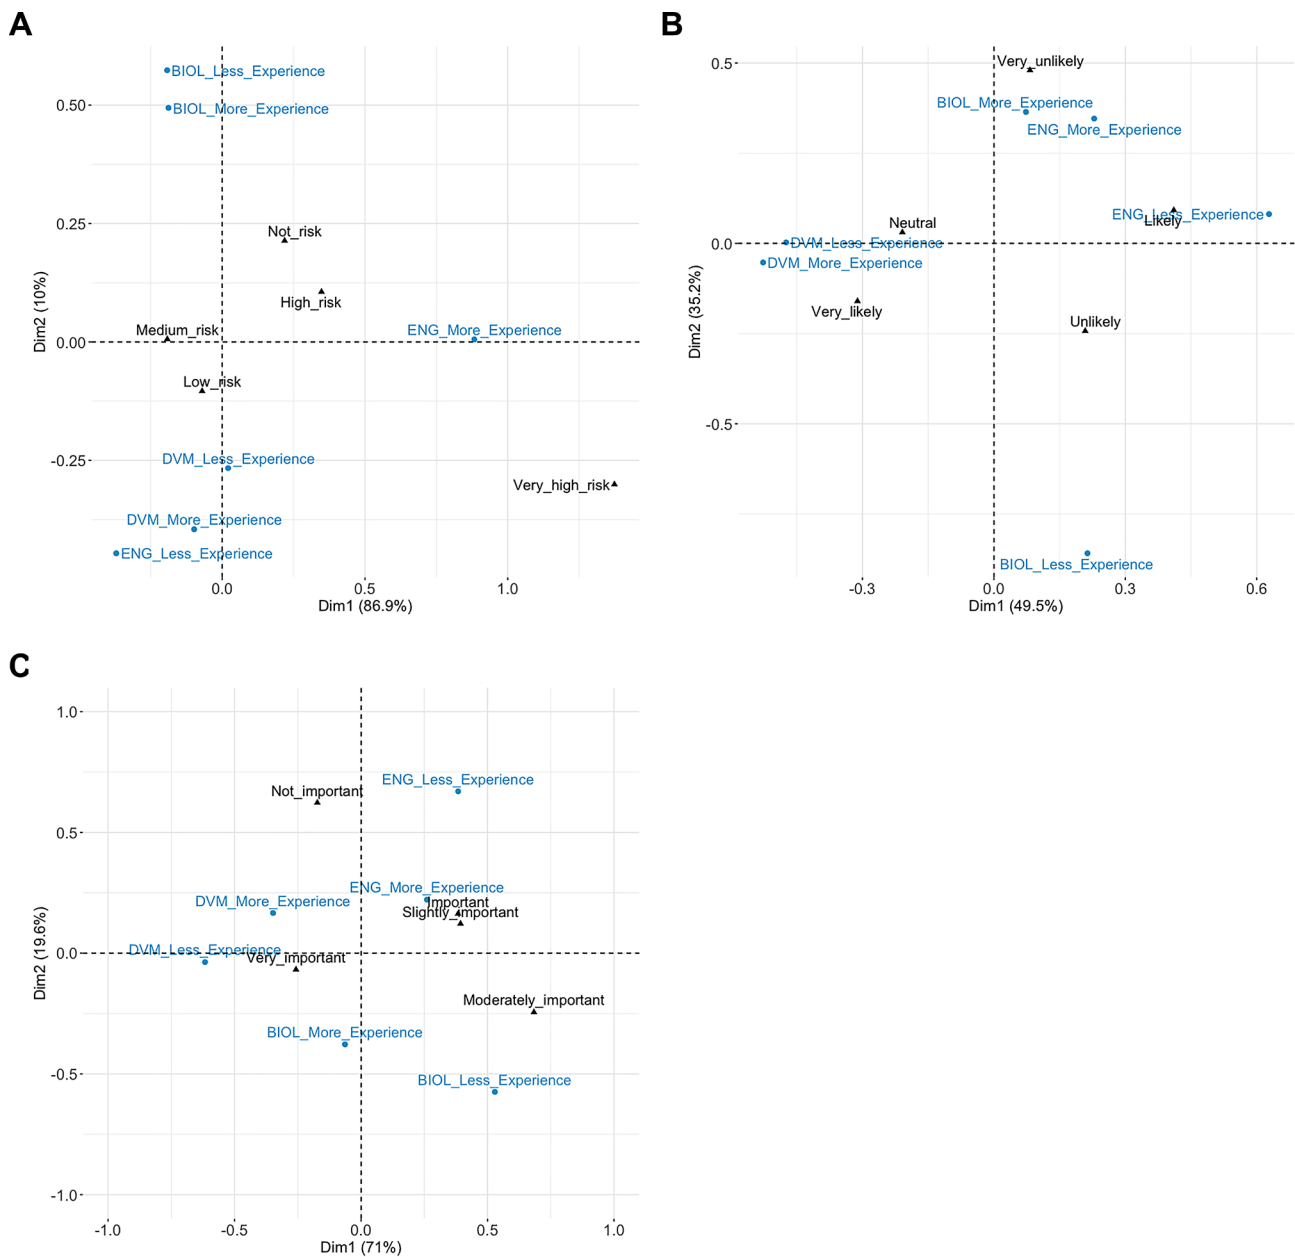 A
BIOL_Less_Experience
BIOL_More_Experience
Not_risk
High_risk
ENG_More_Experience
Medium_risk
Low_risk
DVM_Less_Experience
Very_high_risk
DVM_More_Experience
ENG_Less_Experience
0.50
0.25
0.00
-0.25
Dim2 (10%)
0.0
0.5
1.0
Dim1 (86.9%)
B
Very_unlikely
BIOL_More_Experience
ENG_More_Experience
ENG_Less_Experience
Likely
Neutral
DVM_Less_Experience
DVM_More_Experience
Very_likely
Unlikely
BIOL_Less_Experience
0.5
0.0
-0.5
Dim2 (35.2%)
-0.3
0.0
0.3
0.6
Dim1 (49.5%)
C
ENG_Less_Experience
Not_important
ENG_More_Experience
DVM_More_Experience
Important
Slightly_important
DVM_Less_Experience
Very_important
Moderately_important
BIOL_More_Experience
BIOL_Less_Experience
1.0
0.5
0.0
-0.5
-1.0
Dim2 (19.6%)
-1.0
-0.5
0.0
0.5
1.0
Dim1 (71%)